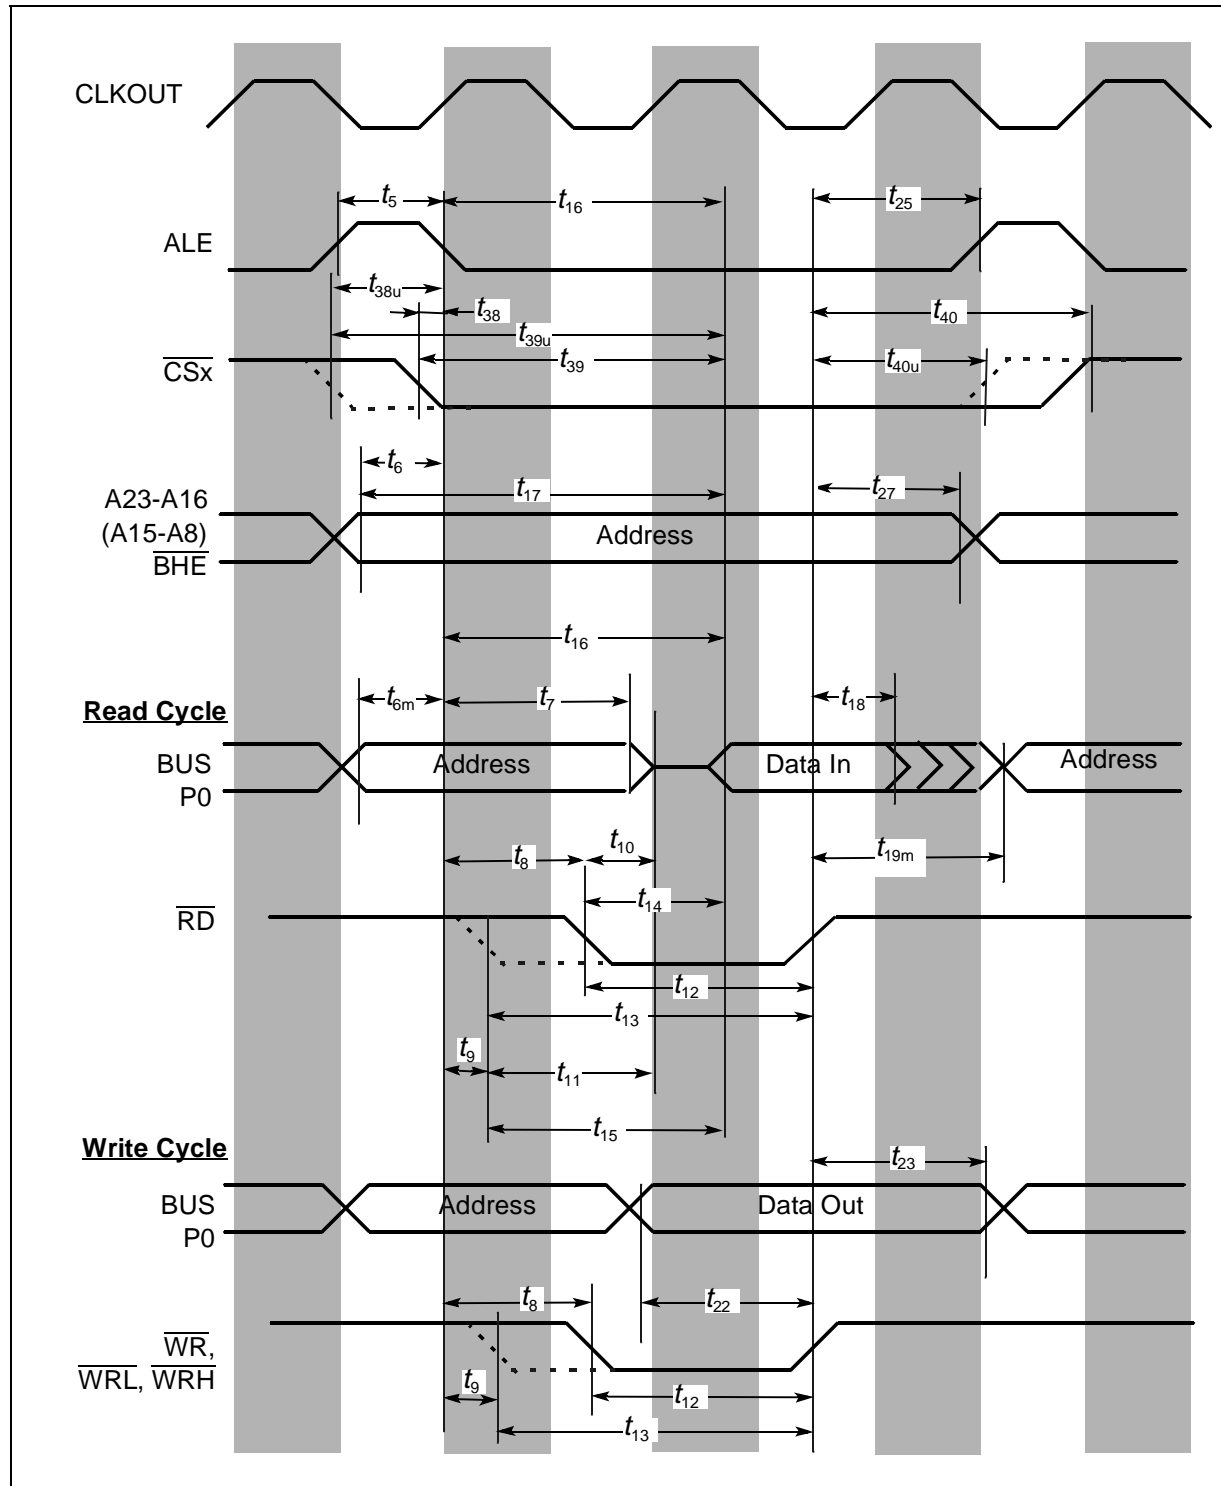 CLKOUT
t5
t16
t25
ALE
t38u
t38
t40
t39u
t39
t40u
CSx
t6
t17
t27
A23-A16
(A15-A8)
BHE
Address
t16
t6m
t7
t18
Read Cycle
BUS
P0
Address
Data In
Address
t8
t10
t19m
t14
RD
t12
t13
t9
t11
t15
Write Cycle
t23
BUS
P0
Address
Data Out
t8
t22
WR,
WRL, WRH
t9
t12
t13